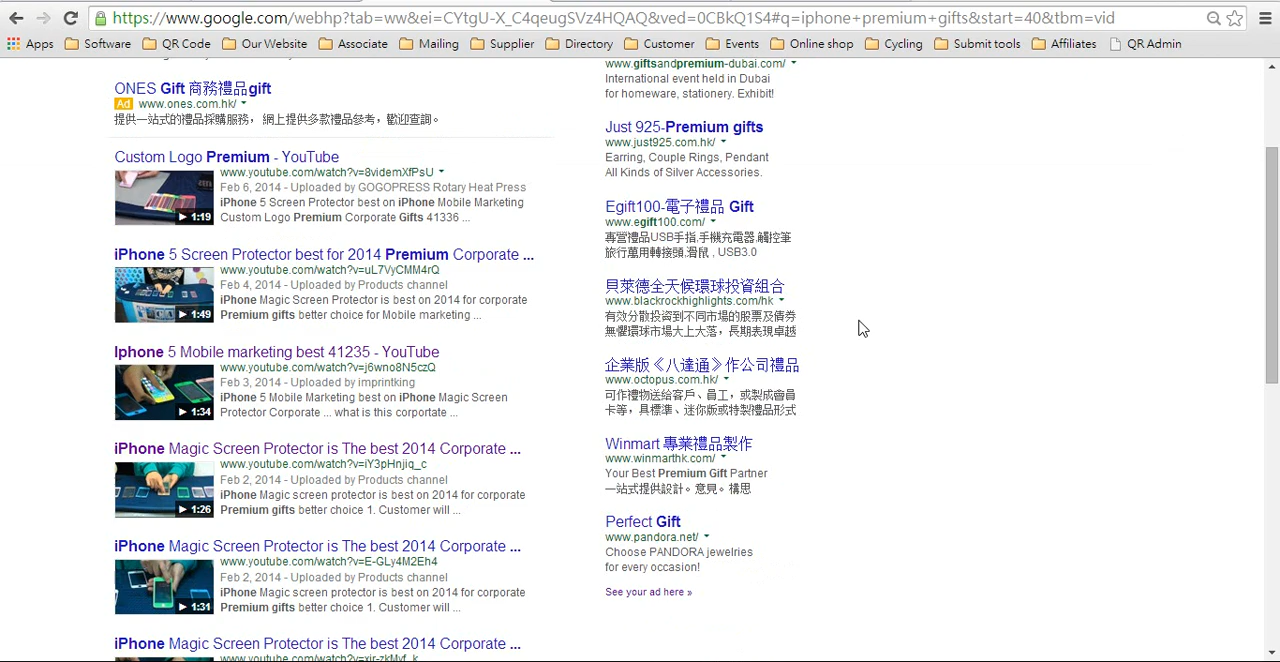 https://www.google.com/webhp?tab=ww&ei=CYtgU-X_C4qeugSVz4HQAQ&ved=0CBkQ1S4#q=iphone+premium+gifts&start=40&tbm=vid
Apps Software QR Code Our Website Associate Mailing Supplier Directory Customer Events Online shop Cycling Submit tools Affiliates QR Admin
ONES Gift 商務禮品gift
Ad www.ones.com.hk/
提供一站式的禮品採購服務， 網上提供多款禮品參考，歡迎查詢。
Custom Logo Premium - YouTube
www.youtube.com/watch?v=8videmXfPsU
Feb 6, 2014 - Uploaded by GOGOPRESS Rotary Heat Press
iPhone 5 Screen Protector best on iPhone Mobile Marketing
Custom Logo Premium Corporate Gifts 41336 ...
1:19
iPhone 5 Screen Protector best for 2014 Premium Corporate ...
www.youtube.com/watch?v=uL7VyCMM4rQ
Feb 4, 2014 - Uploaded by Products channel
iPhone Magic Screen Protector is best on 2014 for corporate
Premium gifts better choice for Mobile marketing ...
1:49
Iphone 5 Mobile marketing best 41235 - YouTube
www.youtube.com/watch?v=j6wno8N5czQ
Feb 3, 2014 - Uploaded by imprintking
iPhone 5 Mobile Marketing best on iPhone Magic Screen
Protector Corporate ... what is this corportate ...
1:34
iPhone Magic Screen Protector is The best 2014 Corporate ...
www.youtube.com/watch?v=iY3pHnjiq_c
Feb 2, 2014 - Uploaded by Products channel
iPhone Magic screen protector is best on 2014 for corporate
Premium gifts better choice 1. Customer will ...
1:26
iPhone Magic Screen Protector is The best 2014 Corporate ...
www.youtube.com/watch?v=E-GLy4M2Eh4
Feb 2, 2014 - Uploaded by Products channel
iPhone Magic screen protector is best on 2014 for corporate
Premium gifts better choice 1. Customer will ...
1:31
iPhone Magic Screen Protector is The best 2014 Corporate ...
www.giftsandpremium-dubai.com/
International event held in Dubai
for homeware, stationery. Exhibit!
Just 925-Premium gifts
www.just925.com.hk/
Earring, Couple Rings, Pendant
All Kinds of Silver Accessories.
Egift100-電子禮品 Gift
www.egift100.com/
專營禮品USB手指,手機充電器,觸控筆
旅行萬用轉接頭,滑鼠 , USB3.0
貝萊德全天候環球投資組合
www.blackrockhighlights.com/hk
有效分散投資到不同市場的股票及債券
無懼環球市場大上大落，長期表現卓越
企業版《八達通》作公司禮品
www.octopus.com.hk/
可作禮物送給客戶、員工，或製成會員
卡等，具標準、迷你版或特製禮品形式
Winmart 專業禮品製作
www.winmarthk.com/
Your Best Premium Gift Partner
一站式提供設計。意見。構思
Perfect Gift
www.pandora.net/
Choose PANDORA jewelries
for every occasion!
See your ad here »